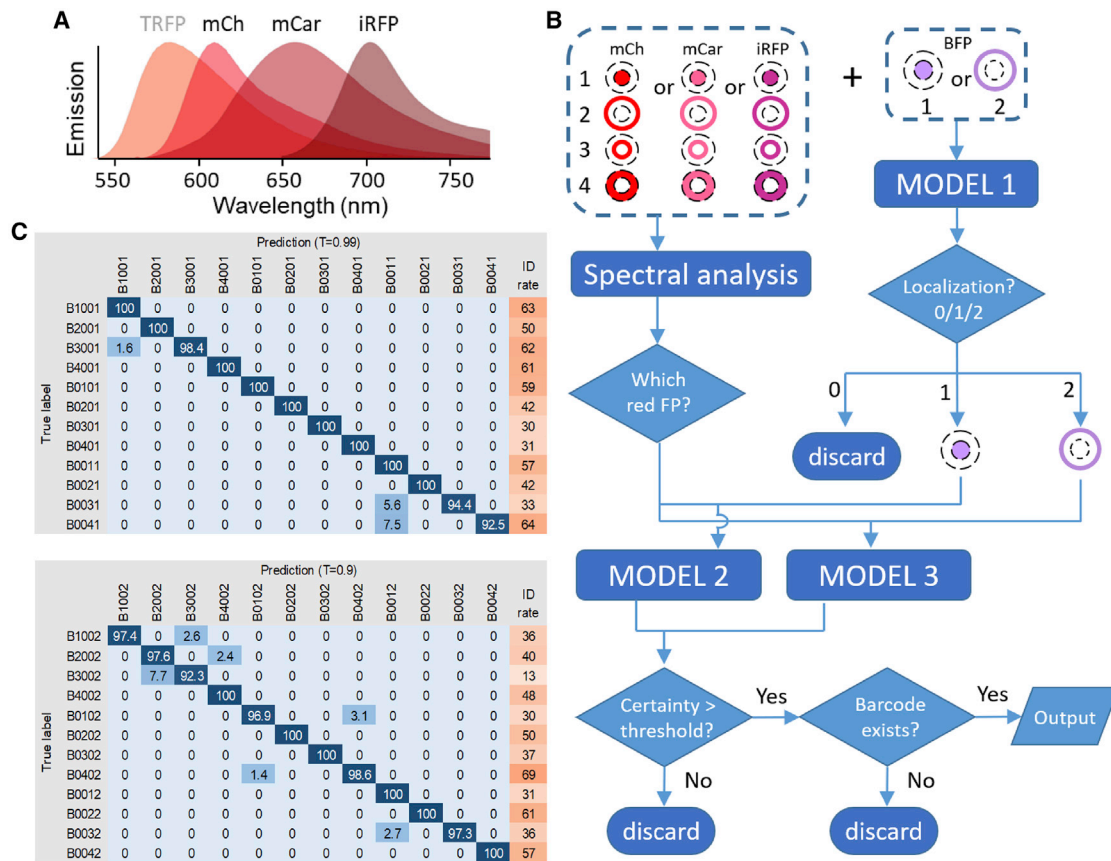 A
TRFP mCh mCar iRFP
Emission
550 600 650 700 750
Wavelength (nm)
B
mCh mCar iRFP
1 or or
2
3
4
+
BFP
or
1 2
MODEL 1
Spectral analysis
Localization?
0/1/2
Which
red FP?
0 1 2
discard
MODEL 2 MODEL 3
Certainty >
threshold?
Yes
Barcode
exists?
Yes
Output
No No
discard discard
C
Prediction (T=0.99)
B1001 B2001 B3001 B4001 B0101 B0201 B0301 B0401 B0011 B0021 B0031 B0041 ID rate
True label
B1001 100 0 0 0 0 0 0 0 0 0 0 0 63
B2001 0 100 0 0 0 0 0 0 0 0 0 0 50
B3001 1.6 0 98.4 0 0 0 0 0 0 0 0 0 62
B4001 0 0 0 100 0 0 0 0 0 0 0 0 61
B0101 0 0 0 0 100 0 0 0 0 0 0 0 59
B0201 0 0 0 0 0 100 0 0 0 0 0 0 42
B0301 0 0 0 0 0 0 100 0 0 0 0 0 30
B0401 0 0 0 0 0 0 0 100 0 0 0 0 31
B0011 0 0 0 0 0 0 0 0 100 0 0 0 57
B0021 0 0 0 0 0 0 0 0 0 100 0 0 42
B0031 0 0 0 0 0 0 0 0 5.6 0 94.4 0 33
B0041 0 0 0 0 0 0 0 0 7.5 0 0 92.5 64
Prediction (T=0.9)
B1002 B2002 B3002 B4002 B0102 B0202 B0302 B0402 B0012 B0022 B0032 B0042 ID rate
True label
B1002 97.4 0 2.6 0 0 0 0 0 0 0 0 0 36
B2002 0 97.6 0 2.4 0 0 0 0 0 0 0 0 40
B3002 0 7.7 92.3 0 0 0 0 0 0 0 0 0 13
B4002 0 0 0 100 0 0 0 0 0 0 0 0 48
B0102 0 0 0 0 96.9 0 0 3.1 0 0 0 0 30
B0202 0 0 0 0 0 100 0 0 0 0 0 0 50
B0302 0 0 0 0 0 0 100 0 0 0 0 0 37
B0402 0 0 0 0 1.4 0 0 98.6 0 0 0 0 69
B0012 0 0 0 0 0 0 0 0 100 0 0 0 31
B0022 0 0 0 0 0 0 0 0 0 100 0 0 61
B0032 0 0 0 0 0 0 0 0 2.7 0 97.3 0 36
B0042 0 0 0 0 0 0 0 0 0 0 0 100 57